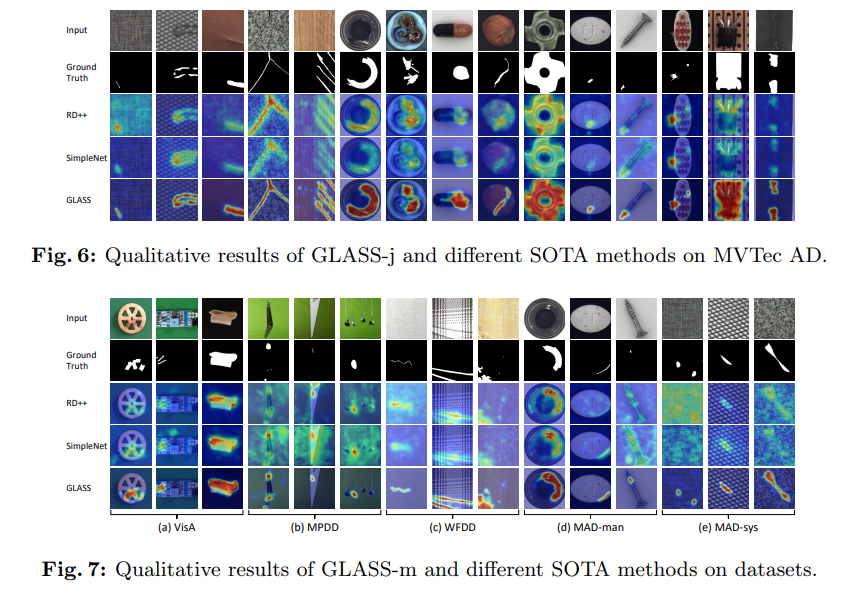 Input
Ground
Truth
RD++
SimpleNet
GLASS
Fig. 6: Qualitative results of GLASS-j and different SOTA methods on MVTec AD.
Input
Ground
Truth
RD++
SimpleNet
GLASS
(a) VisA (b) MPDD (c) WFDD (d) MAD-man (e) MAD-sys
Fig. 7: Qualitative results of GLASS-m and different SOTA methods on datasets.